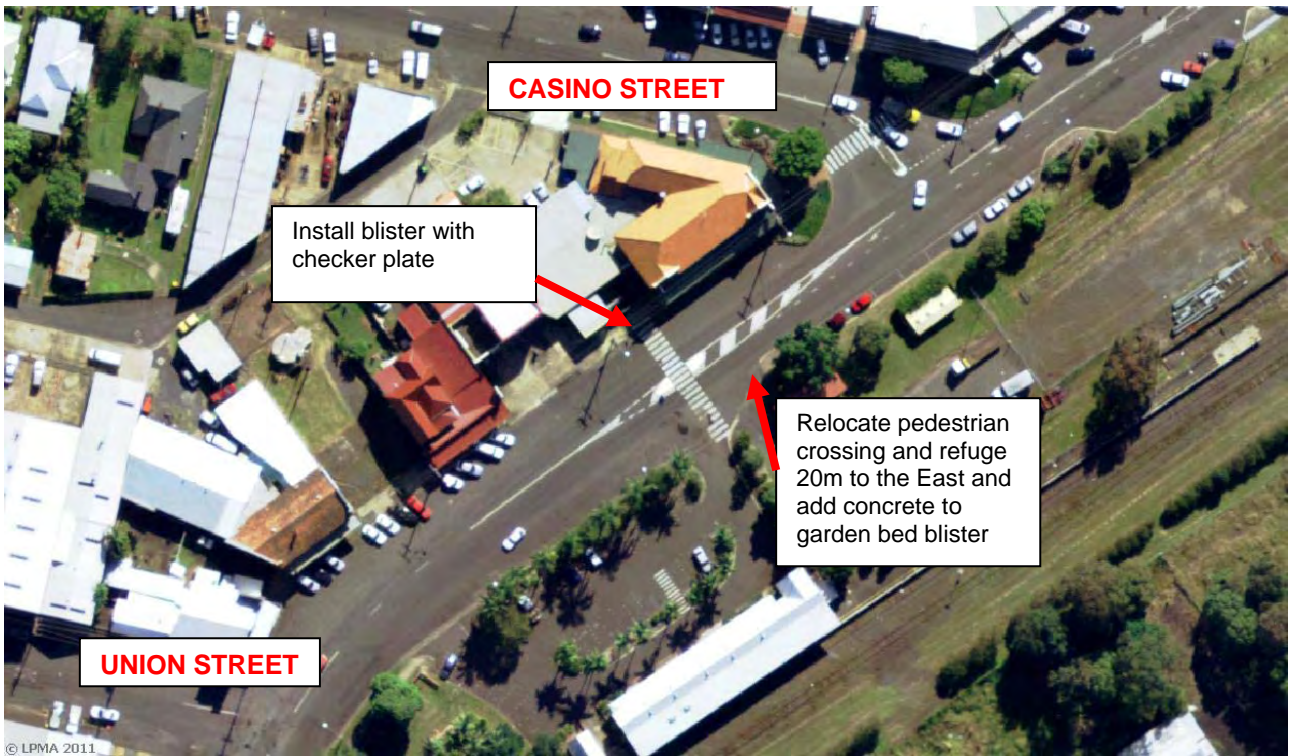 CASINO STREET
Install blister with
checker plate
Relocate pedestrian
crossing and refuge
20m to the East and
add concrete to
garden bed blister
UNION STREET
© LPMA 2011